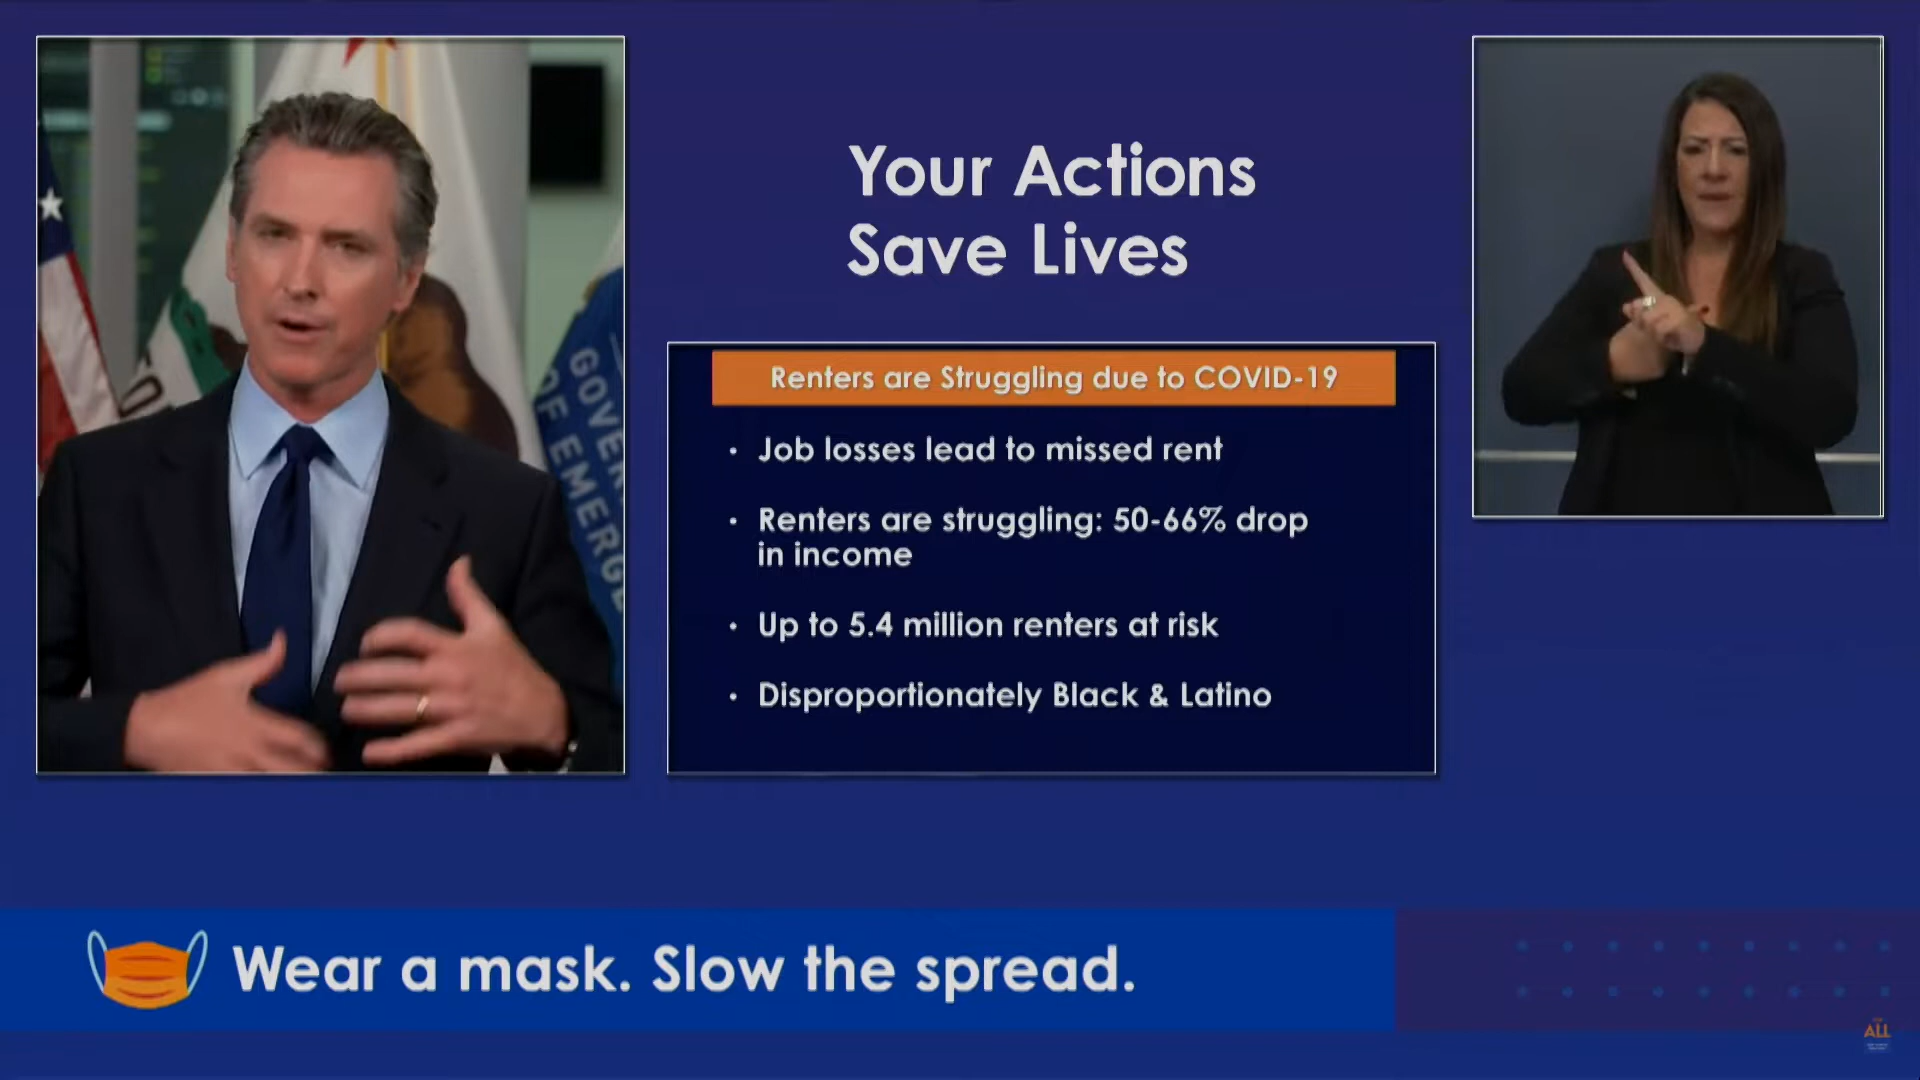 Your Actions
Save Lives
Renters are Struggling due to COVID-19
• Job losses lead to missed rent
• Renters are struggling: 50-66% drop
in income
• Up to 5.4 million renters at risk
• Disproportionately Black & Latino
OF EMERGE
Wear a mask. Slow the spread.
ALL